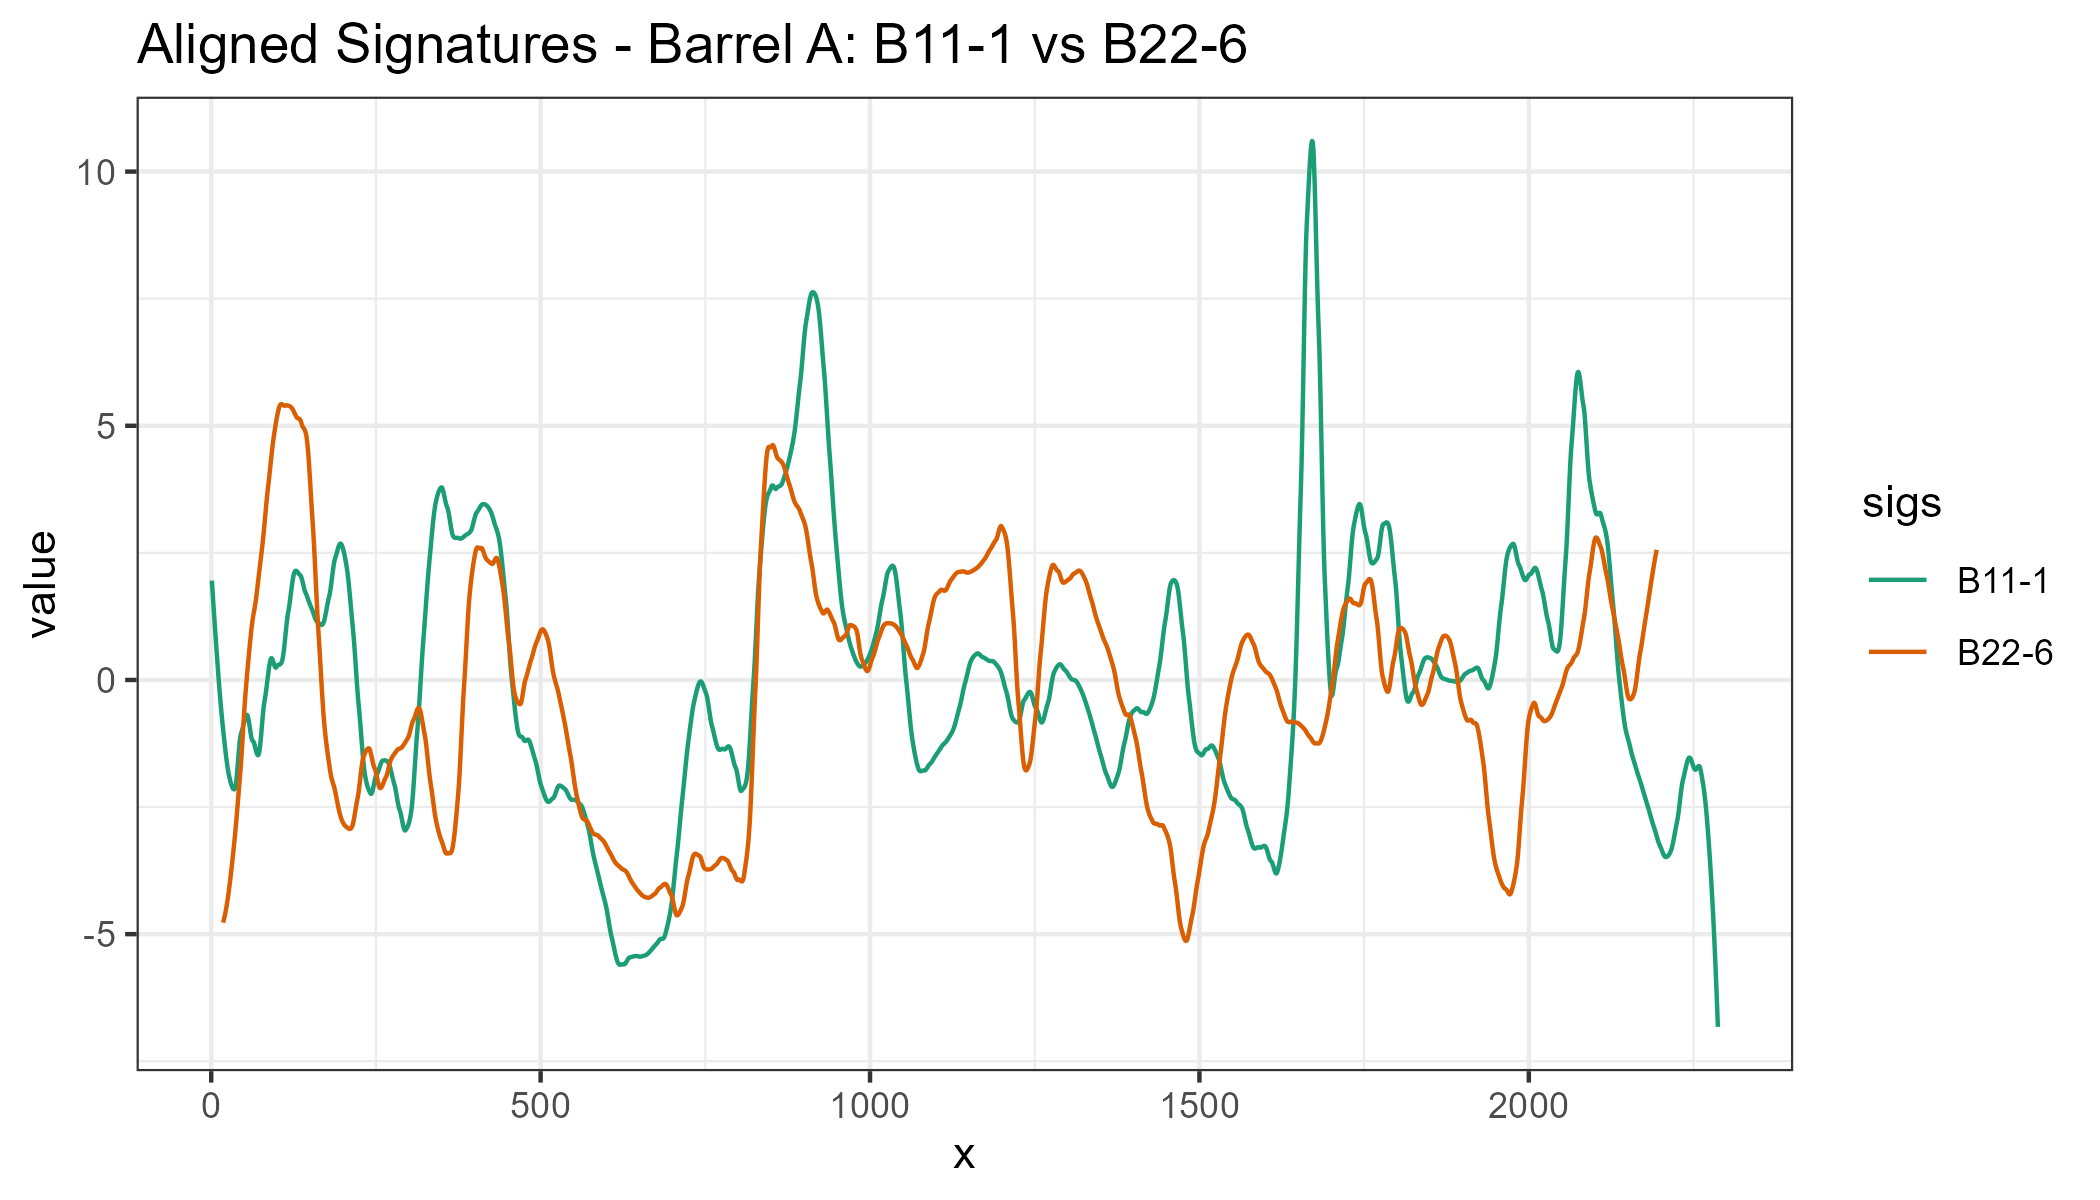 Aligned Signatures - Barrel A: B11-1 vs B22-6
10
5
0
-5
value
0 500 1000 1500 2000
x
sigs
B11-1
B22-6